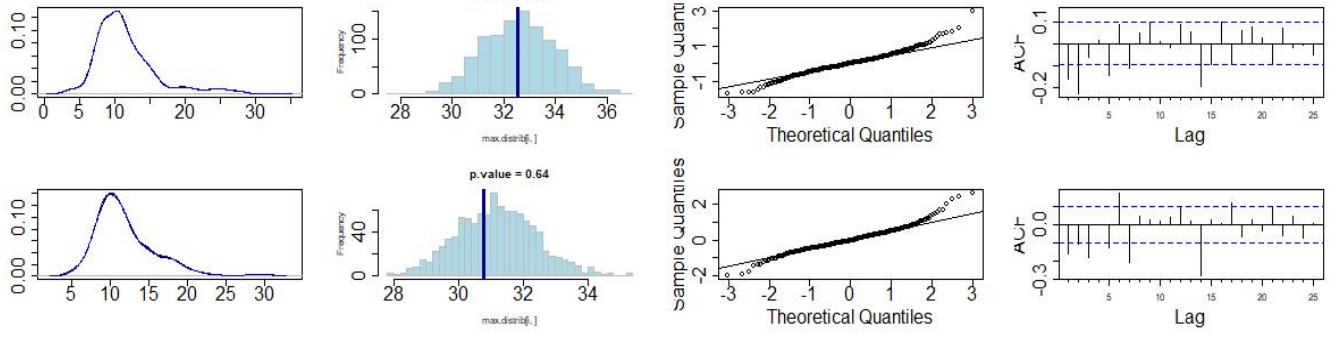 0.00 0.10
0 5 10 15 20 25 30
Frequency
0 100
28 30 32 34 36
max.distrib[i, ]
Sample Quanti
-1 1 3
-3 -2 -1 0 1 2 3
Theoretical Quantiles
ACF
-0.2 0.1
5 10 15 20 25
Lag
0.00 0.10
5 10 15 20 25 30
p.value = 0.64
Frequency
0 40
28 30 32 34
max.distrib[i, ]
Sample Quantiles
-2 0 2
-3 -2 -1 0 1 2 3
Theoretical Quantiles
ACF
-0.3 0.0
5 10 15 20 25
Lag